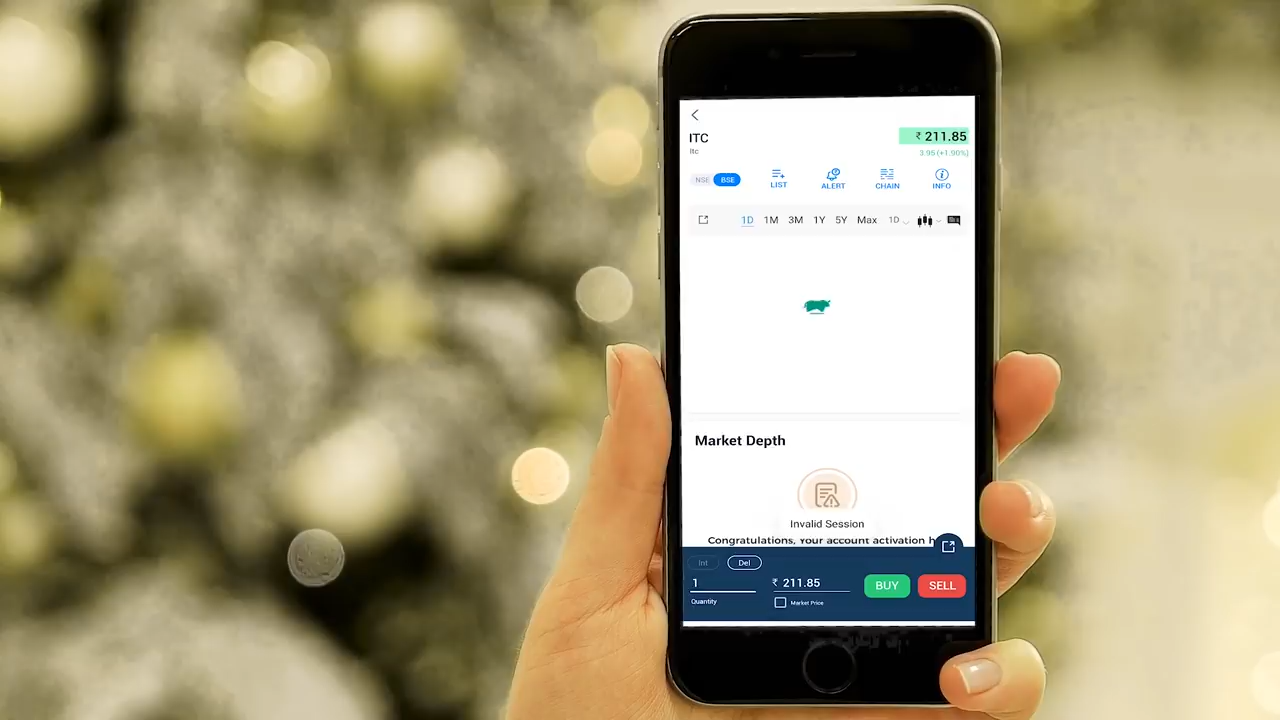 ITC
₹ 211.85
Itc
3.95 (+1.90%)
NSE BSE
LIST
ALERT
CHAIN
INFO
1D 1M 3M 1Y 5Y Max 1D
Market Depth
Invalid Session
Congratulations, Your account activation
Int Del
1
₹ 211.85
BUY
SELL
Quantity
Market Price